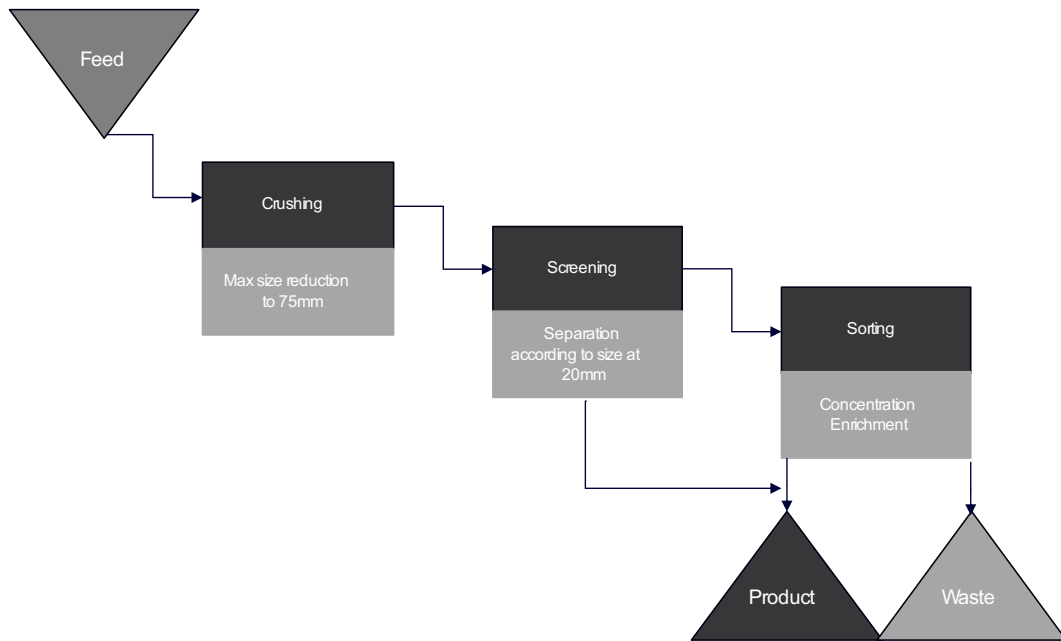 Feed
Crushing
Max size reduction
to 75mm
Screening
Separation
according to size at
20mm
Sorting
Concentration
Enrichment
Product
Waste